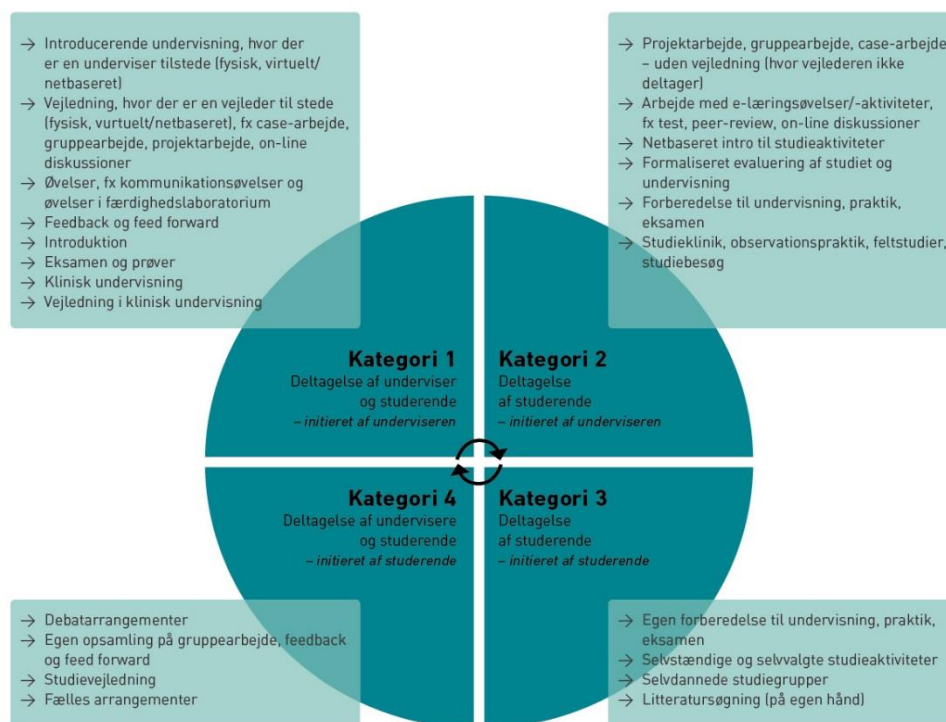 → Introducerende undervisning, hvor der
er en underviser tilstede (fysisk, virtuelt/
netbaseret)
→ Vejledning, hvor der er en vejleder til stede
(fysisk, vurtuelt/netbaseret), fx case-arbejde,
gruppearbejde, projektarbejde, on-line
diskussioner
→ Øvelser, fx kommunikationsøvelser og
øvelser i færdighedslaboratorium
→ Feedback og feed forward
→ Introduktion
→ Eksamen og prøver
→ Klinisk undervisning
→ Vejledning i klinisk undervisning
→ Projektarbejde, gruppearbejde, case-arbejde
– uden vejledning (hvor vejlederen ikke
deltager)
→ Arbejde med e-læringsøvelser/-aktiviteter,
fx test, peer-review, on-line diskussioner
→ Netbaseret intro til studieaktiviteter
→ Formaliseret evaluering af studiet og
undervisning
→ Forberedelse til undervisning, praktik,
eksamen
→ Studieklinik, observationspraktik, feltstudier,
studiebesøg
Kategori 1
Deltagelse af underviser
og studerende
– initieret af underviseren
Kategori 2
Deltagelse
af studerende
– initieret af underviseren
Kategori 4
Deltagelse af undervisere
og studerende
– initieret af studerende
Kategori 3
Deltagelse
af studerende
– initieret af studerende
→ Debatarrangementer
→ Egen opsamling på gruppearbejde, feedback
og feed forward
→ Studievejledning
→ Fælles arrangementer
→ Egen forberedelse til undervisning, praktik,
eksamen
→ Selvstændige og selvvalgte studieaktiviteter
→ Selvdannede studiegrupper
→ Litteratursøgning (på egen hånd)